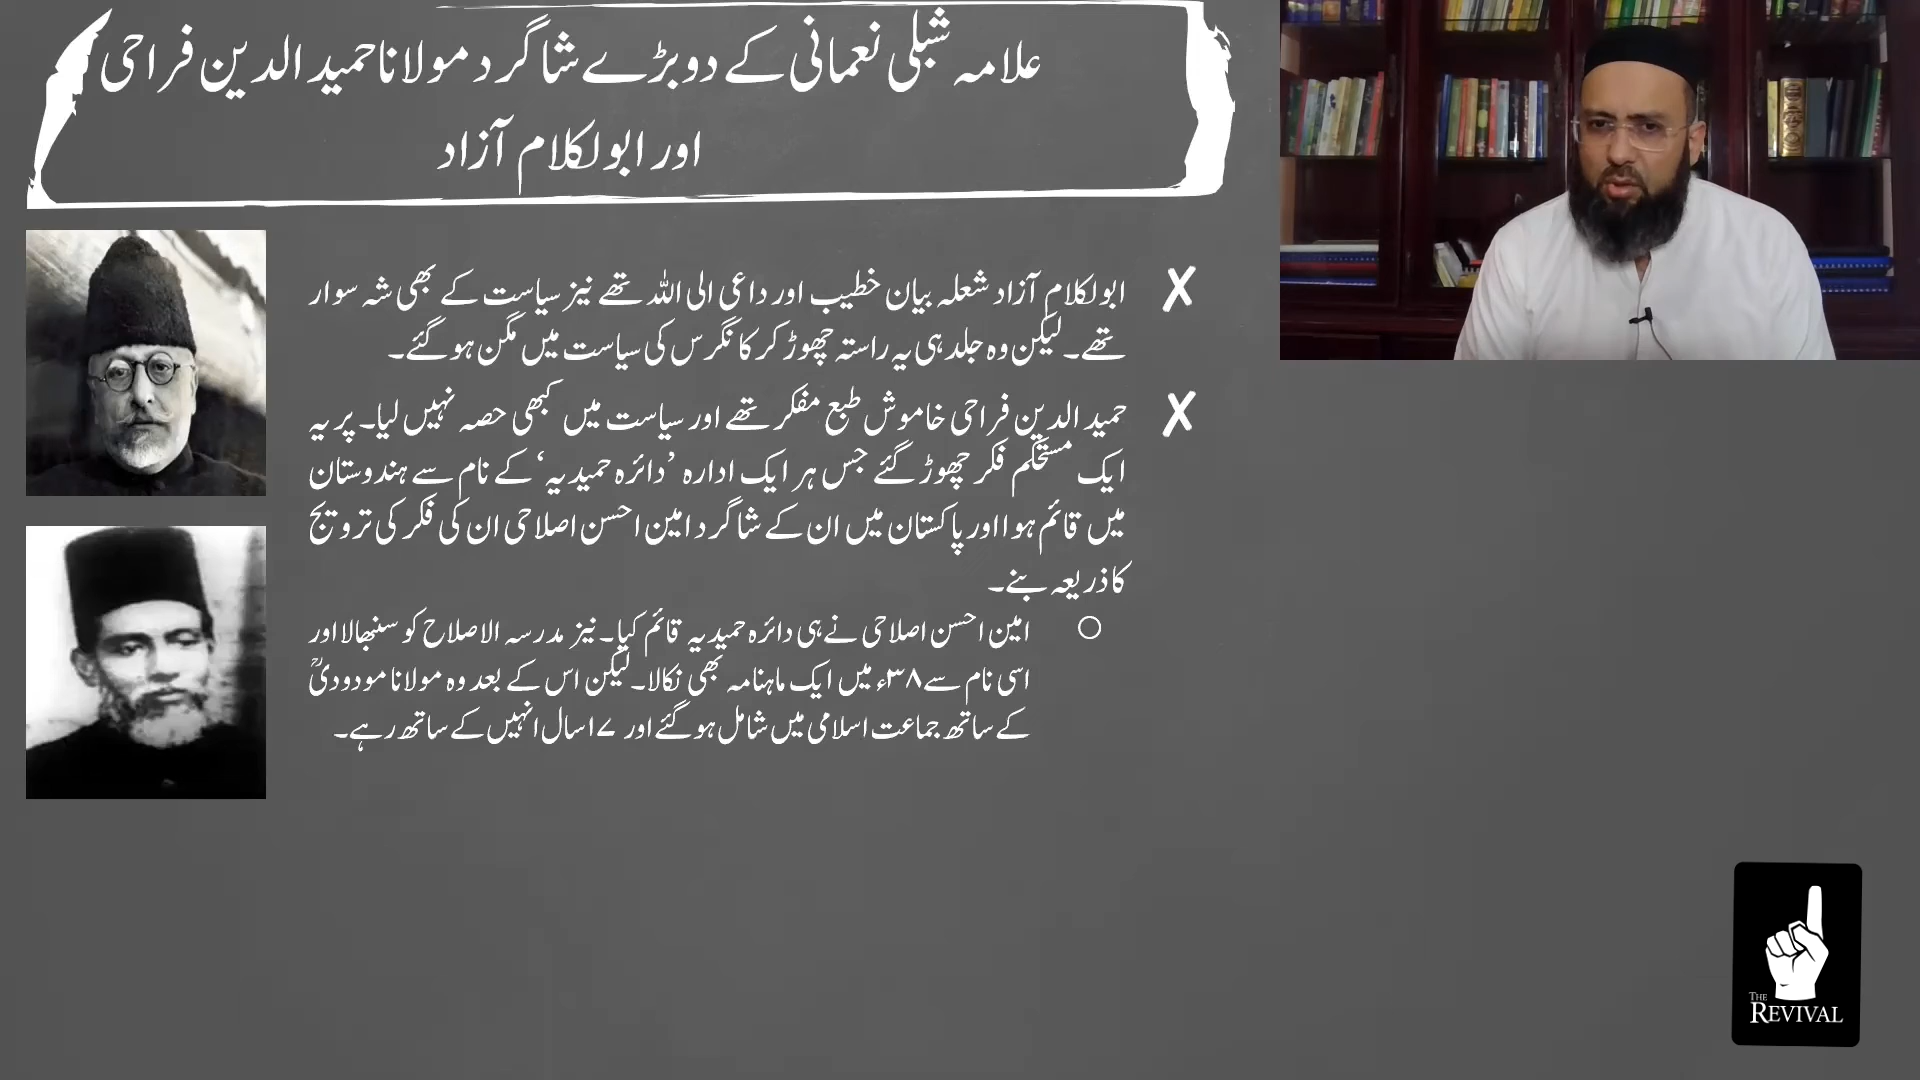 علامہ شبلی نعمانی کے دو بڑے شاگرد مولانا حمید الدین فراحی
اور ابو لکلام آزاد
ابو لکلام آزاد شعلہ بیان خطیب اور داعی الی اللہ تھے نیز سیاست کے بھی شہ سوار
تھے۔ لیکن وہ جلد ہی یہ راستہ چھوڑ کر کانگرس کی سیاست میں مگن ہو گئے۔
حمید الدین فراحی خاموش طبع مفکر تھے اور سیاست میں کبھی حصہ نہیں لیا۔ پر یہ
ایک مستحکم فکر چھوڑ گئے جس ہر ایک ادارہ ’دائرہ حمیدیہ‘ کے نام سے ہندوستان
میں قائم ہوا اور پاکستان میں ان کے شاگرد امین احسن اصلاحی ان کی فکر کی ترویج
کا ذریعہ بنے۔
امین احسن اصلاحی نے ہی دائرہ حمیدیہ قائم کیا۔ نیز مدرسہ الاصلاح کو سنبھالا اور
اسی نام سے ۳۸ء میں ایک ماہنامہ بھی نکالا۔ لیکن اس کے بعد وہ مولانا مودودیؒ
کے ساتھ جماعت اسلامی میں شامل ہو گئے اور ۱۷ سال انہیں کے ساتھ رہے۔
THE
REVIVAL